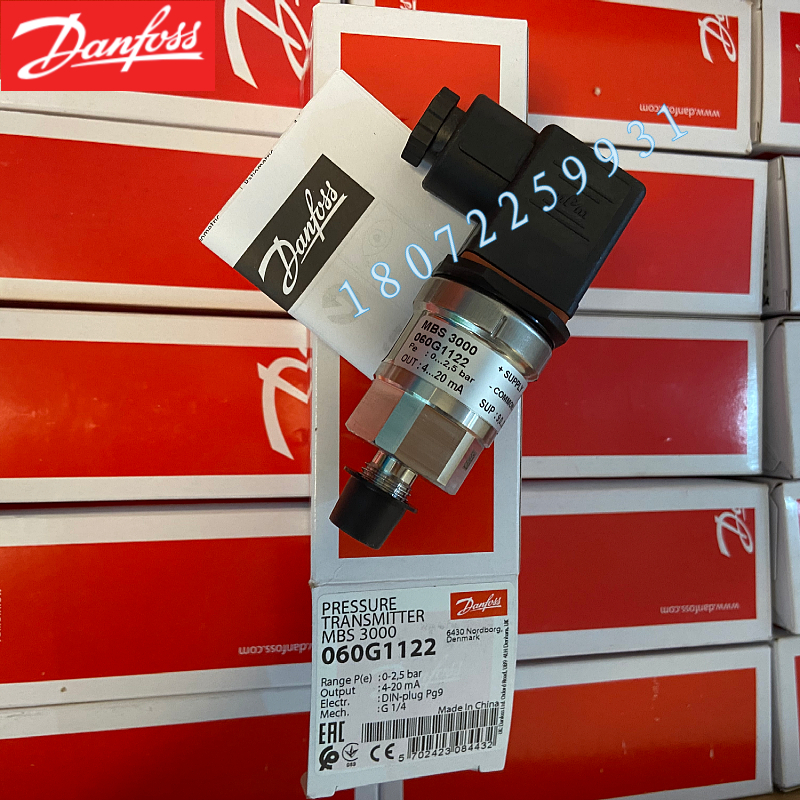 Danfoss
www.danfoss
Danfoss
18072259931
MBS 3000
060G1122
Pe : 0...2,5 bar
OUT : 4...20 mA
+ SUPPLY
- COMMON
SUP :
PRESSURE
TRANSMITTER
MBS 3000
060G1122
Danfoss
6430 Nordborg,
Denmark
Range P(e) : 0-2,5 bar
Output : 4-20 mA
Electr. : DIN-plug Pg9
Mech. : G 1/4
Made in China
EAC
CE
5 702423 084432
www.danfoss